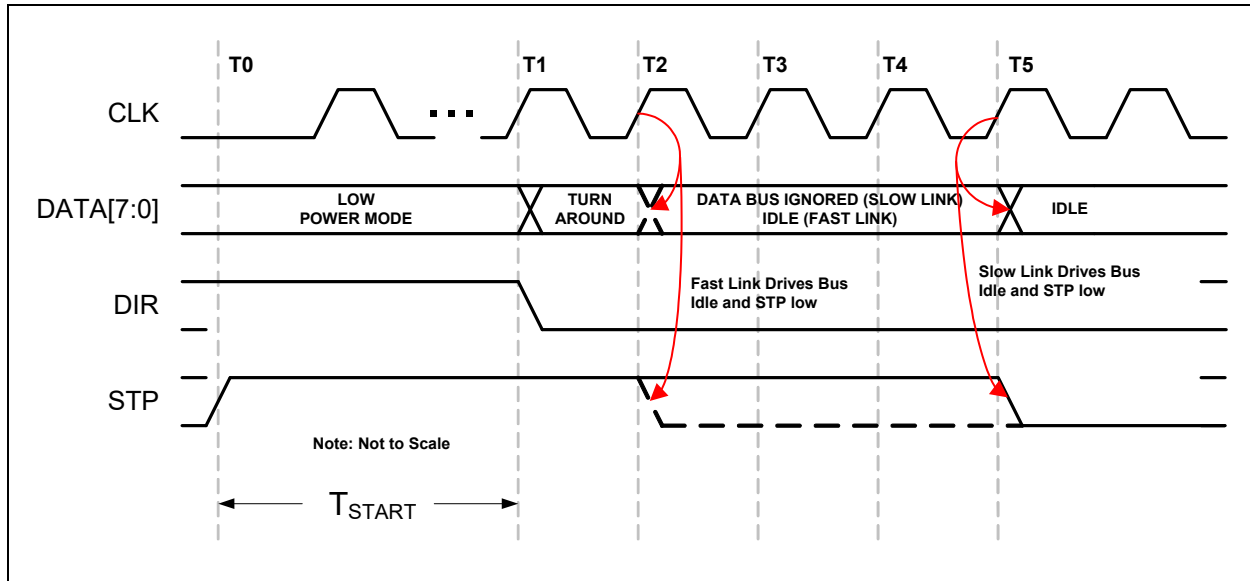 T0
T1
T2
T3
T4
T5
CLK
DATA[7:0]
LOW
POWER MODE
TURN
AROUND
DATA BUS IGNORED (SLOW LINK)
IDLE (FAST LINK)
IDLE
DIR
Fast Link Drives Bus
Idle and STP low
Slow Link Drives Bus
Idle and STP low
STP
Note: Not to Scale
TSTART